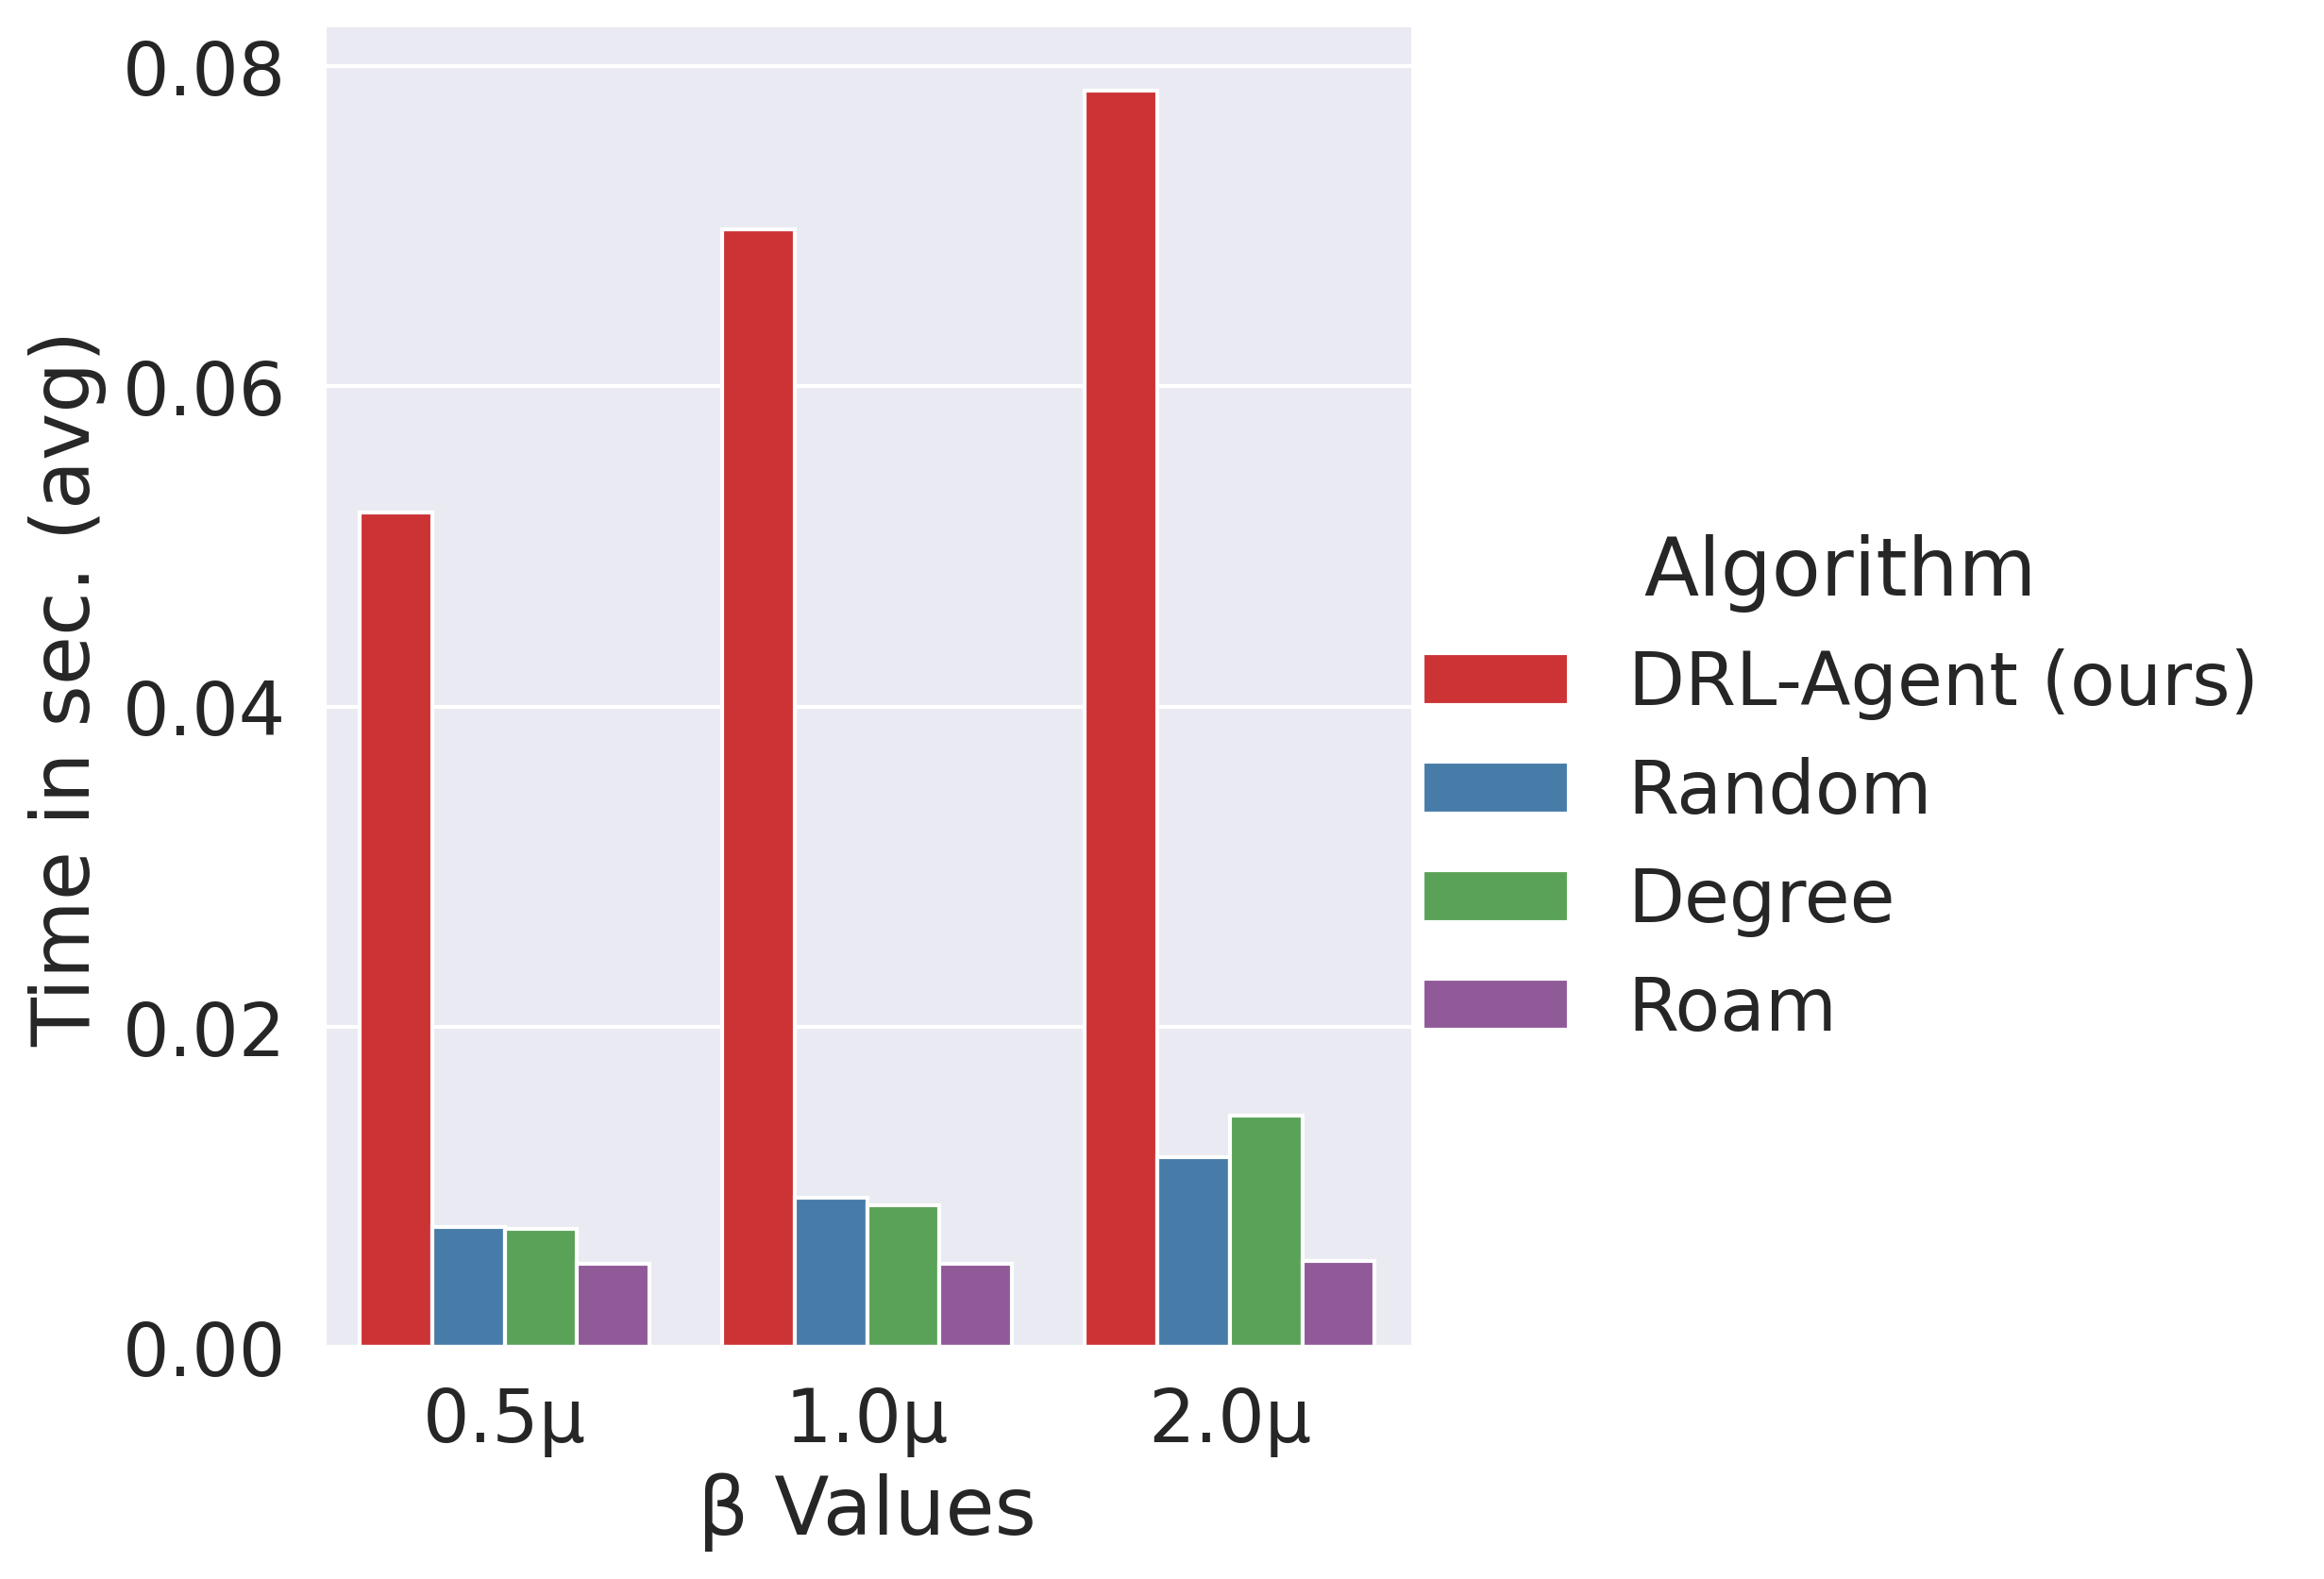 0.08
0.06
0.04
0.02
0.00
Time in sec. (avg)
0.5μ 1.0μ 2.0μ
β Values
Algorithm
DRL-Agent (ours)
Random
Degree
Roam